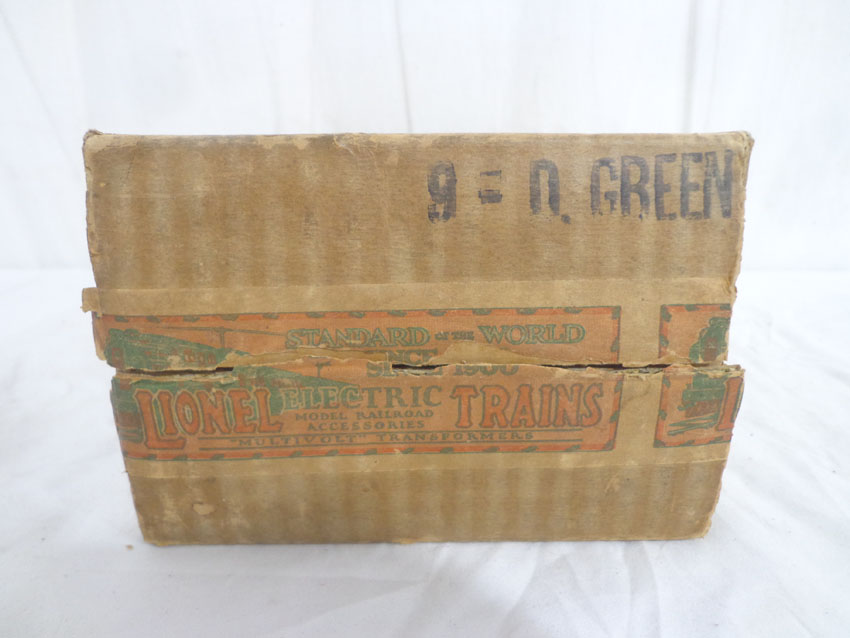 9 = D. GREEN
STANDARD OF THE WORLD
SINCE 1900
LIONEL ELECTRIC TRAINS
MODEL RAILROAD
ACCESSORIES
"MULTIVOLT" TRANSFORMERS
L